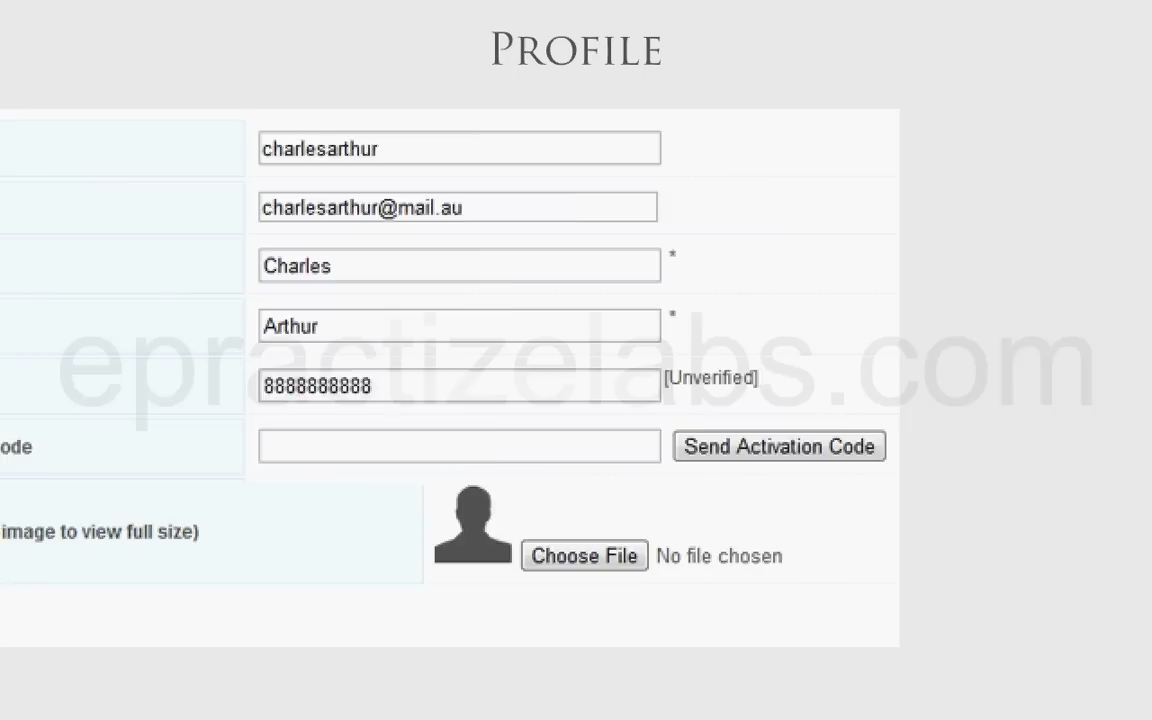 PROFILE
charlesarthur
charlesarthur@mail.au
Charles *
Arthur *
epractizelabs.com
8888888888 [Unverified]
ode Send Activation Code
image to view full size)
Choose File No file chosen